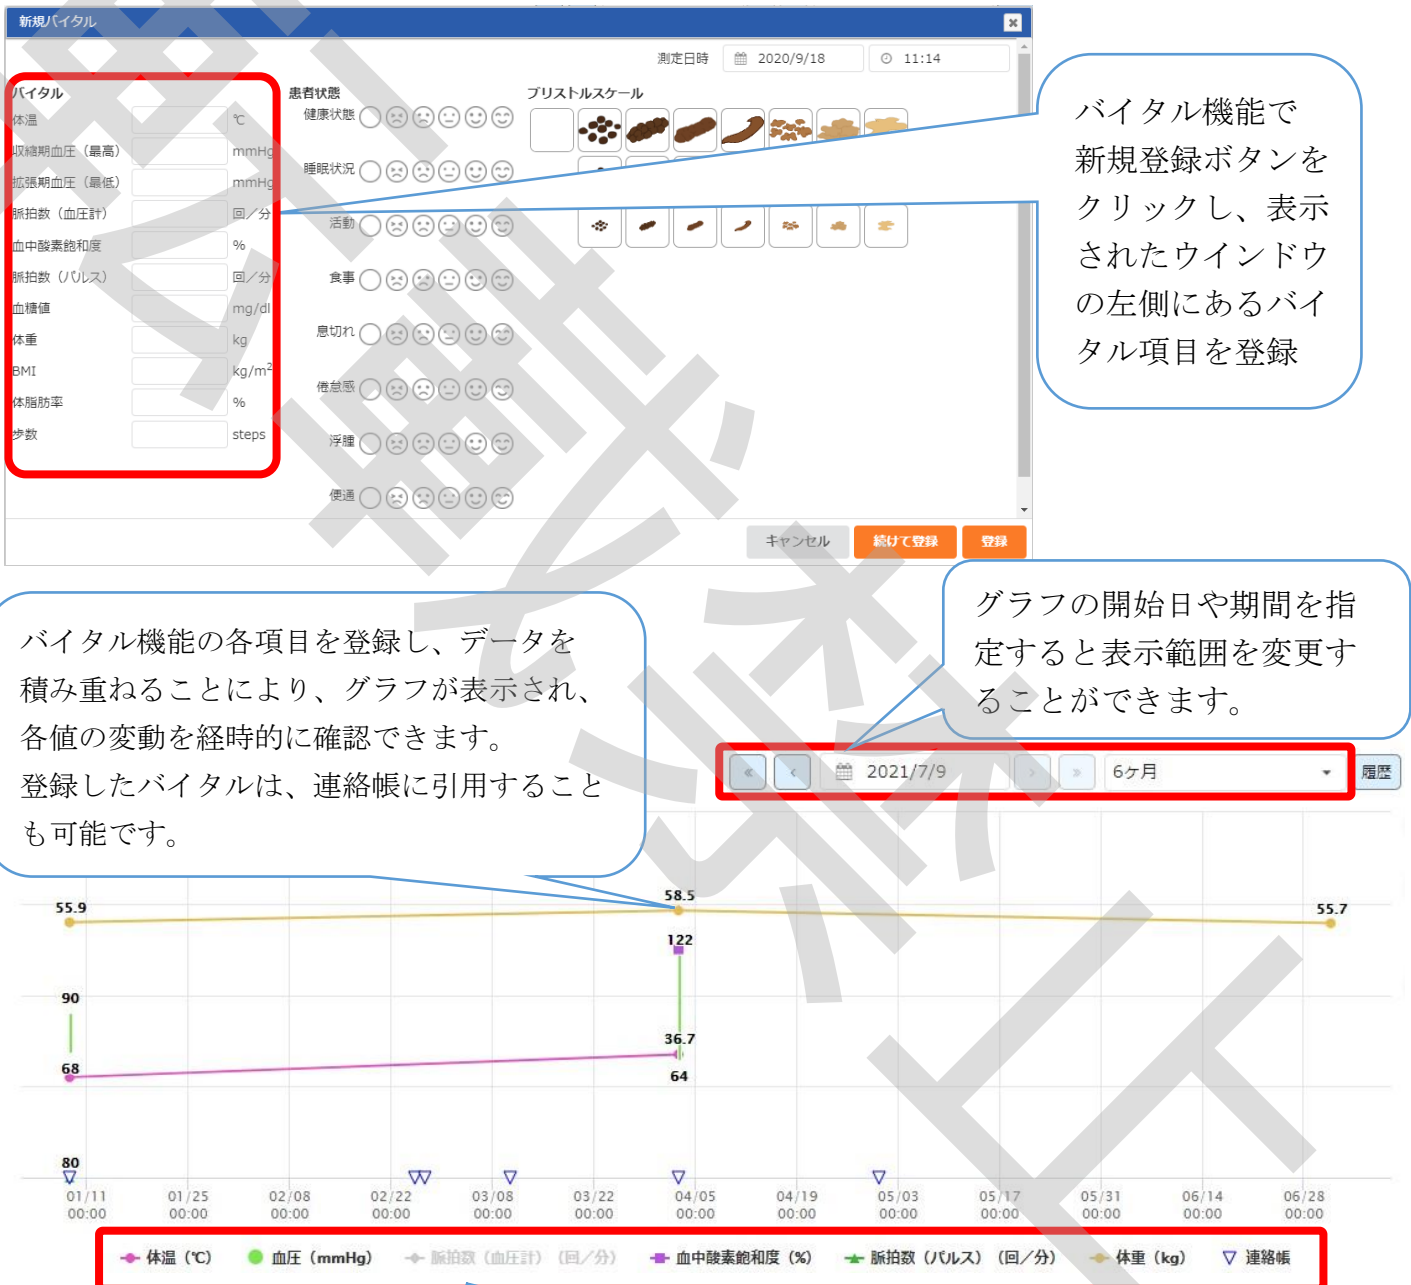 新規バイタル
測定日時 2020/9/18 11:14
バイタル
体温 ℃
収縮期血圧（最高） mmHg
拡張期血圧（最低） mmHg
脈拍数（血圧計） 回／分
血中酸素飽和度 %
脈拍数（パルス） 回／分
血糖値 mg/dl
体重 kg
BMI kg/m²
体脂肪率 %
歩数 steps
患者状態
健康状態
睡眠状況
活動
食事
息切れ
倦怠感
浮腫
便通
ブリストルスケール
キャンセル 続けて登録 登録
バイタル機能で
新規登録ボタンを
クリックし、表示
されたウインドウ
の左側にあるバイ
タル項目を登録
バイタル機能の各項目を登録し、データを
積み重ねることにより、グラフが表示され、
各値の変動を経時的に確認できます。
登録したバイタルは、連絡帳に引用すること
も可能です。
グラフの開始日や期間を指
定すると表示範囲を変更す
ることができます。
« ‹ 2021/7/9 › » 6ケ月 履歴
55.9 58.5 55.7
122
90
36.7
68 64
80
01/11 01/25 02/08 02/22 03/08 03/22 04/05 04/19 05/03 05/17 05/31 06/14 06/28
00:00 00:00 00:00 00:00 00:00 00:00 00:00 00:00 00:00 00:00 00:00 00:00 00:00
体温（℃） 血圧（mmHg） 脈拍数（血圧計）（回／分） 血中酸素飽和度（%） 脈拍数（パルス）（回／分） 体重（kg） 連絡帳
転載禁止